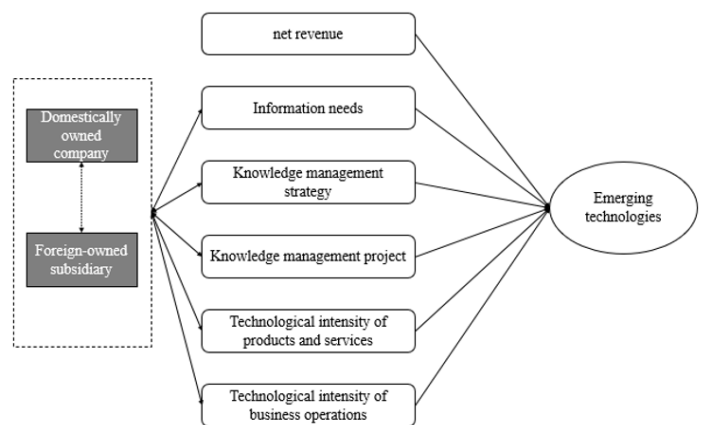 net revenue
Domestically
owned
company
Information needs
Knowledge management
strategy
Emerging
technologies
Foreign-owned
subsidiary
Knowledge management project
Technological intensity of
products and services
Technological intensity of
business operations